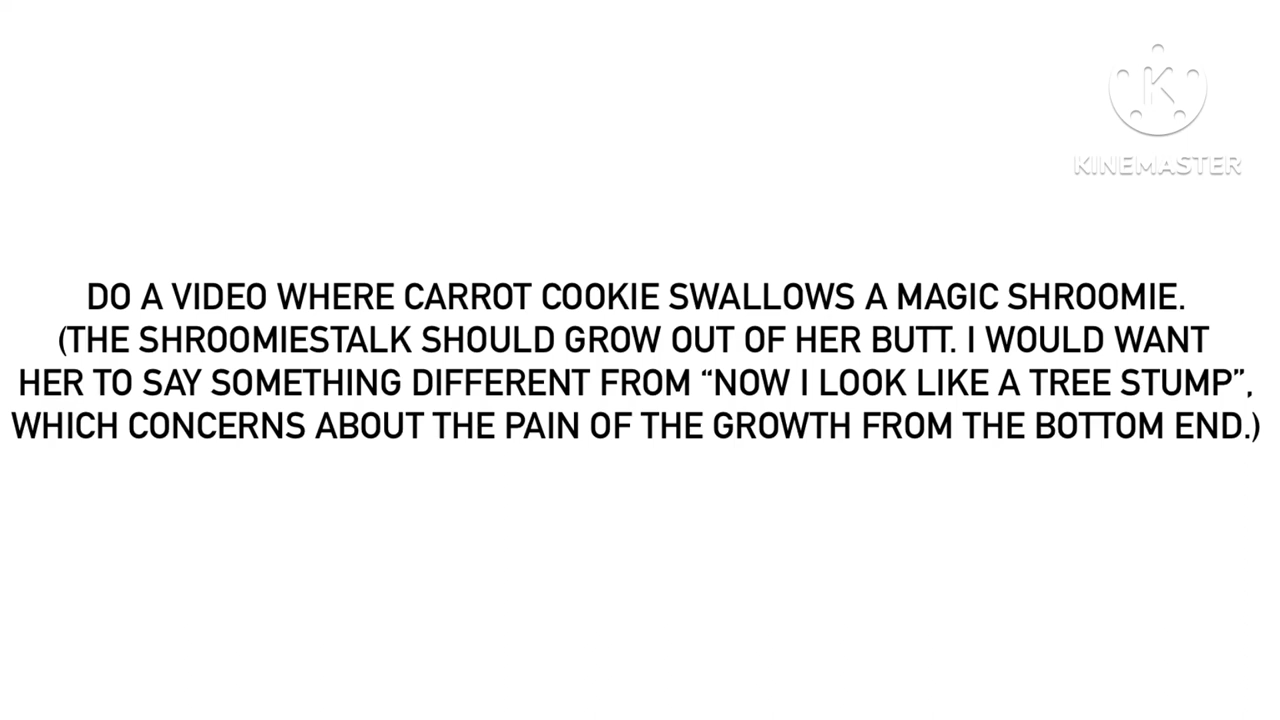 KINEMASTER
DO A VIDEO WHERE CARROT COOKIE SWALLOWS A MAGIC SHROOMIE.
(THE SHROOMIESTALK SHOULD GROW OUT OF HER BUTT. I WOULD WANT
HER TO SAY SOMETHING DIFFERENT FROM “NOW I LOOK LIKE A TREE STUMP”,
WHICH CONCERNS ABOUT THE PAIN OF THE GROWTH FROM THE BOTTOM END.)